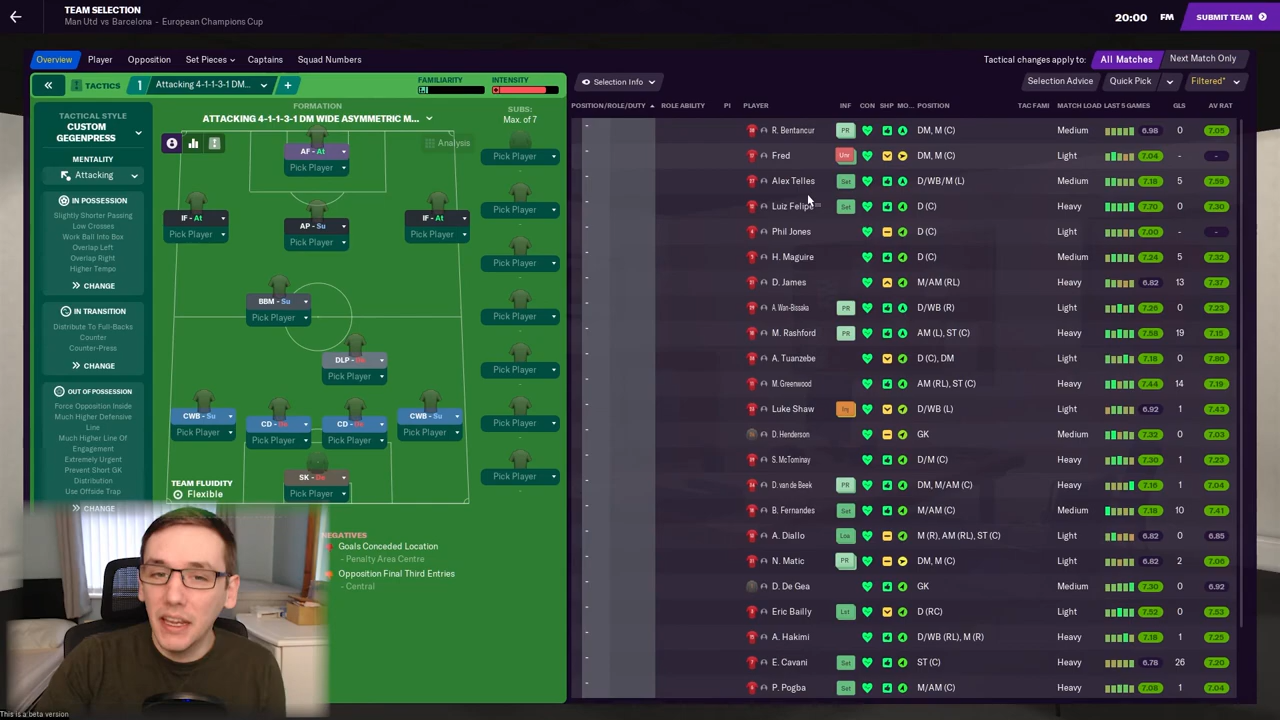 TEAM SELECTION
Man Utd vs Barcelona - European Champions Cup
20:00 FM SUBMIT TEAM
Overview Player Opposition Set Pieces Captains Squad Numbers
Tactical changes apply to: All Matches Next Match Only
TACTICS 1 Attacking 4-1-1-3-1 DM...
FAMILIARITY INTENSITY
Selection Info
Selection Advice Quick Pick Filtered*
TACTICAL STYLE
CUSTOM
GEGENPRESS
MENTALITY
Attacking
IN POSSESSION
Slightly Shorter Passing
Low Crosses
Work Ball Into Box
Overlap Left
Overlap Right
Higher Tempo
CHANGE
IN TRANSITION
Distribute To Full-Backs
Counter
Counter-Press
CHANGE
OUT OF POSSESSION
Force Opposition Inside
Much Higher Defensive
Line
Much Higher Line Of
Engagement
Extremely Urgent
Prevent Short GK
Distribution
Use Offside Trap
CHANGE
FORMATION
ATTACKING 4-1-1-3-1 DM WIDE ASYMMETRIC M...
Analysis
AF - At
Pick Player
IF - At
Pick Player
AP - Su
Pick Player
IF - At
Pick Player
BBM - Su
Pick Player
DLP - De
Pick Player
CWB - Su
Pick Player
CD - De
Pick Player
CD - De
Pick Player
CWB - Su
Pick Player
SK - De
Pick Player
TEAM FLUIDITY
Flexible
NEGATIVES
Goals Conceded Location
- Penalty Area Centre
Opposition Final Third Entries
- Central
SUBS:
Max. of 7
Pick Player
Pick Player
Pick Player
Pick Player
Pick Player
Pick Player
Pick Player
POSITION/ROLE/DUTY ROLE ABILITY PI PLAYER INF CON SHP MO... POSITION TAC FAMI MATCH LOAD LAST 5 GAMES GLS AV RAT
- R. Bentancur PR DM, M (C) Medium 6.98 0 7.05
- Fred Unv DM, M (C) Light 7.04 - -
- Alex Telles Set D/WB/M (L) Medium 7.18 5 7.59
- Luiz Felipe Set D (C) Heavy 7.70 0 7.30
- Phil Jones D (C) Light 7.00 - -
- H. Maguire D (C) Medium 7.24 5 7.32
- D. James M/AM (RL) Heavy 6.82 13 7.37
- A. Wan-Bissaka PR D/WB (R) Light 7.26 0 7.23
- M. Rashford PR AM (L), ST (C) Heavy 7.58 19 7.15
- A. Tuanzebe D (C), DM Light 7.18 0 7.80
- M. Greenwood AM (RL), ST (C) Heavy 7.44 14 7.19
- Luke Shaw D/WB (L) Light 6.92 1 7.43
- D. Henderson GK Medium 7.32 0 7.03
- S. McTominay D/M (C) Heavy 7.30 1 7.23
- D. van de Beek PR DM, M/AM (C) Heavy 7.16 1 7.04
- B. Fernandes Set M/AM (C) Medium 7.18 10 7.41
- A. Diallo Loa M (R), AM (RL), ST (C) Light 6.82 0 6.85
- N. Matic PR DM, M (C) Light 6.82 2 7.06
- D. De Gea GK Medium 7.30 0 6.92
- Eric Bailly Lst D (RC) Light 7.52 0 7.53
- A. Hakimi D/WB (RL), M (R) Heavy 7.18 1 7.25
- E. Cavani Set ST (C) Heavy 6.78 26 7.20
- P. Pogba Set M/AM (C) Heavy 7.08 1 7.04
This is a beta version